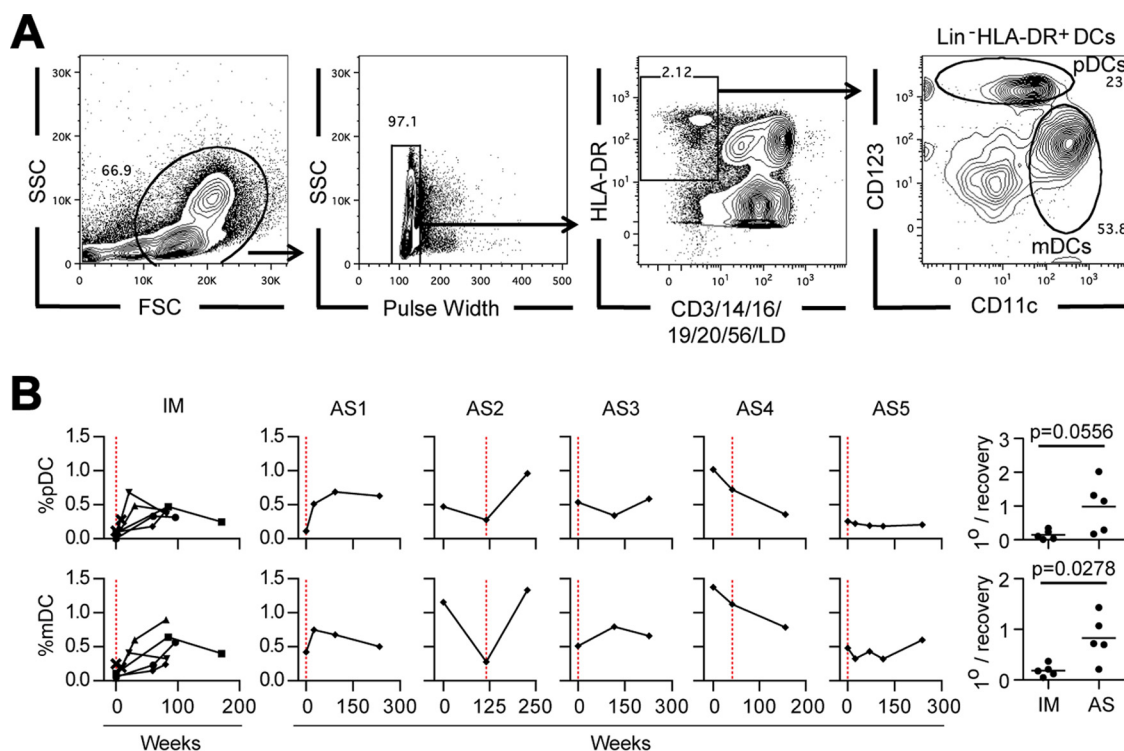 A
Lin⁻HLA-DR⁺ DCs
30K
20K
10K
0
66.9
SSC
0 10K 20K 30K
FSC
30K
20K
10K
0
97.1
SSC
0 100 200 300 400 500
Pulse Width
2.12
10³
10²
10¹
0
HLA-DR
0 10¹ 10² 10³
CD3/14/16/
19/20/56/LD
pDCs
23
10³
10²
10¹
0
CD123
53.8
mDCs
0 10¹ 10² 10³
CD11c
B
IM AS1 AS2 AS3 AS4 AS5
%pDC
1.5 1.5
1.0 1.0
0.5 0.5
0.0 0.0
p=0.0556
1º / recovery
3
2
1
0
%mDC
1.5 1.5
1.0 1.0
0.5 0.5
0.0 0.0
p=0.0278
1º / recovery
2
1
0
0 100 200 0 150 300 0 125 250 0 150 300 0 150 300 0 150 300 IM AS
Weeks Weeks